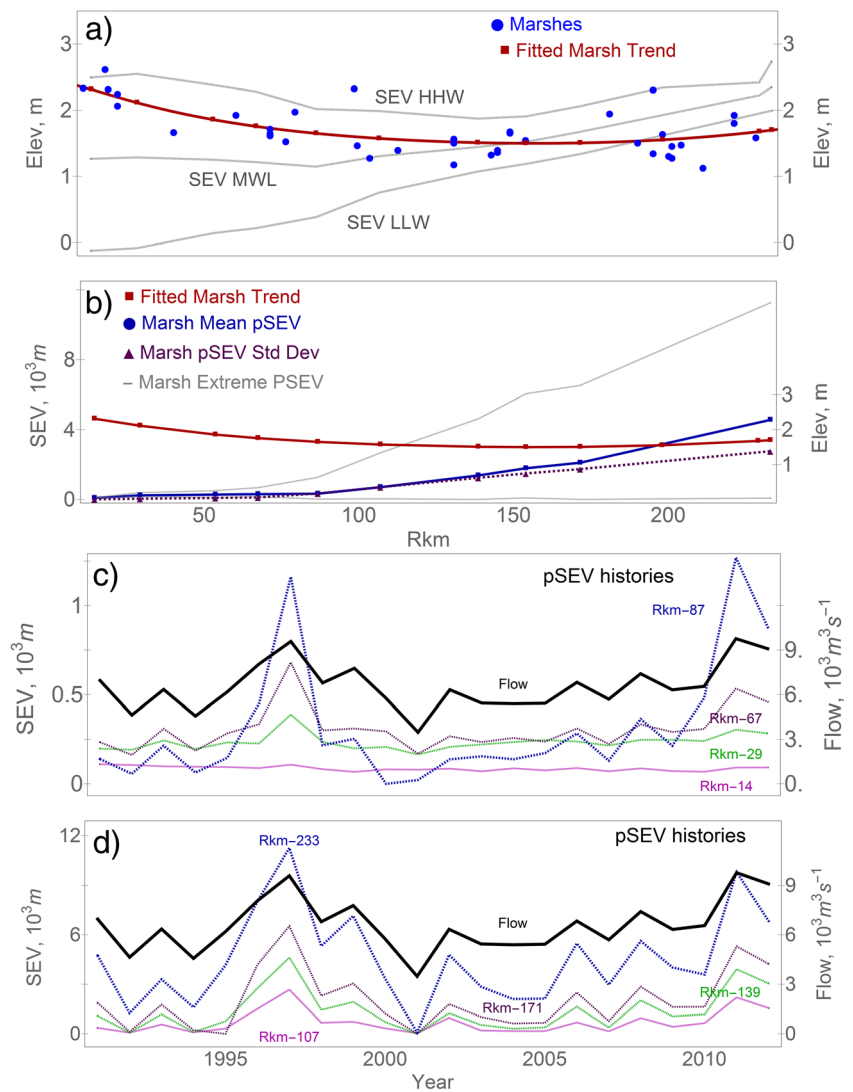 a)
Marshes
Fitted Marsh Trend
3
2
1
0
Elev, m
SEV HHW
SEV MWL
SEV LLW
3
2
1
0
Elev, m
b)
Fitted Marsh Trend
Marsh Mean pSEV
Marsh pSEV Std Dev
Marsh Extreme PSEV
8
4
0
SEV, 10³m
3
2
1
Elev, m
50
100
150
200
Rkm
c)
pSEV histories
1
0.5
0
SEV, 10³m
Rkm−87
Flow
Rkm−67
Rkm−29
Rkm−14
9.
6.
3.
0.
Flow, 10³m³s⁻¹
d)
pSEV histories
12
6
0
SEV, 10³m
Rkm−233
Flow
Rkm−171
Rkm−139
Rkm−107
9
6
3
0
Flow, 10³m³s⁻¹
1995
2000
2005
2010
Year